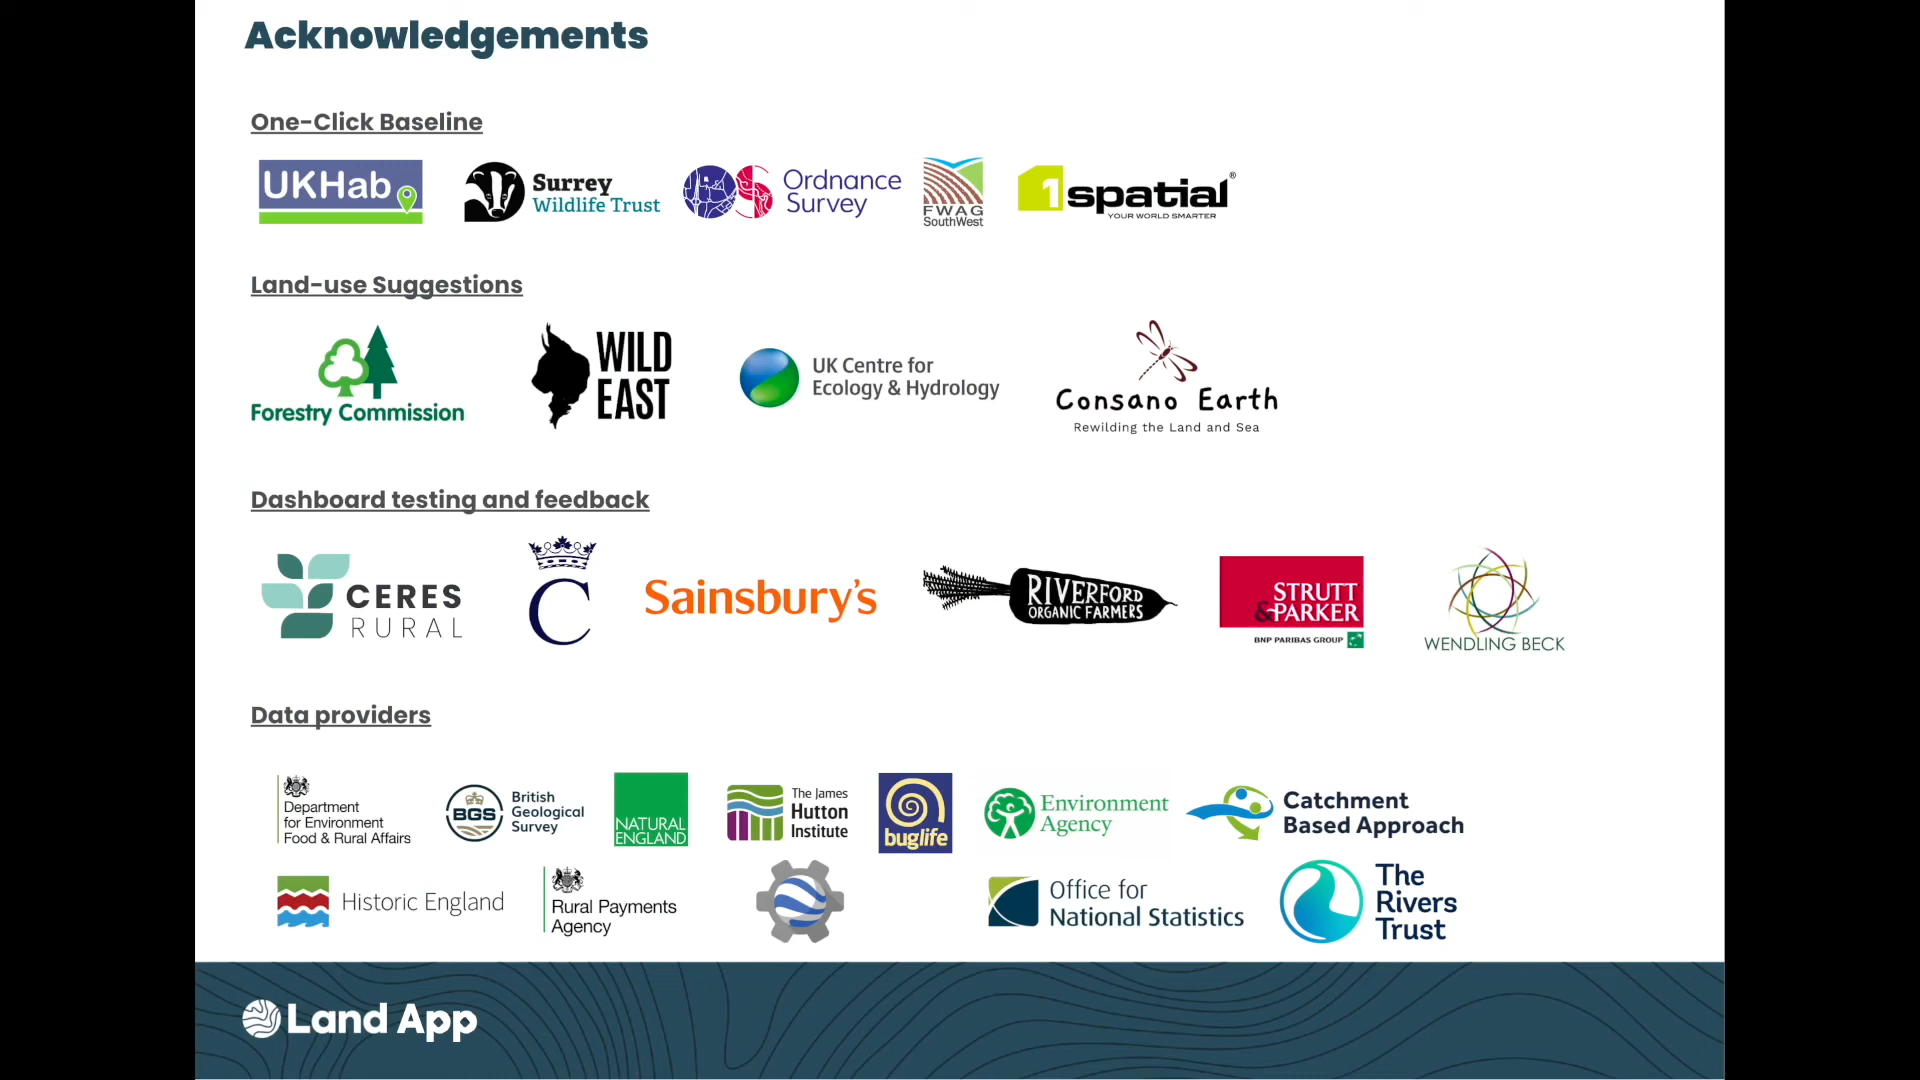 Acknowledgements
One-Click Baseline
UKHab
Surrey
Wildlife Trust
Ordnance
Survey
FWAG
SouthWest
1spatial®
YOUR WORLD SMARTER
Land-use Suggestions
Forestry Commission
WILD
EAST
UK Centre for
Ecology & Hydrology
Consano Earth
Rewilding the Land and Sea
Dashboard testing and feedback
CERES
RURAL
C
Sainsbury's
RIVERFORD
ORGANIC FARMERS
STRUTT
& PARKER
BNP PARIBAS GROUP
WENDLING BECK
Data providers
Department
for Environment
Food & Rural Affairs
BGS
British
Geological
Survey
NATURAL
ENGLAND
The James
Hutton
Institute
buglife
Environment
Agency
Catchment
Based Approach
Historic England
Rural Payments
Agency
Office for
National Statistics
The
Rivers
Trust
Land App